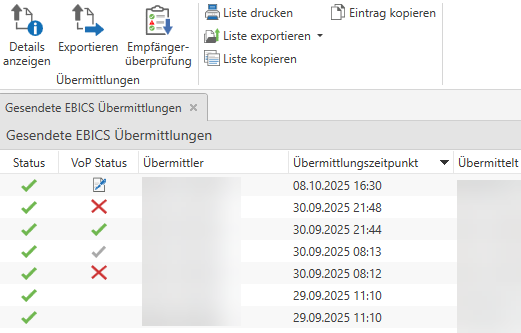 Details anzeigen
Exportieren
Empfänger-
überprüfung
Übermittlungen
Liste drucken
Liste exportieren
Liste kopieren
Eintrag kopieren
Gesendete EBICS Übermittlungen
Gesendete EBICS Übermittlungen
Status VoP Status Übermittler Übermittlungszeitpunkt Übermittelt
08.10.2025 16:30
30.09.2025 21:48
30.09.2025 21:44
30.09.2025 08:13
30.09.2025 08:12
29.09.2025 11:10
29.09.2025 11:10